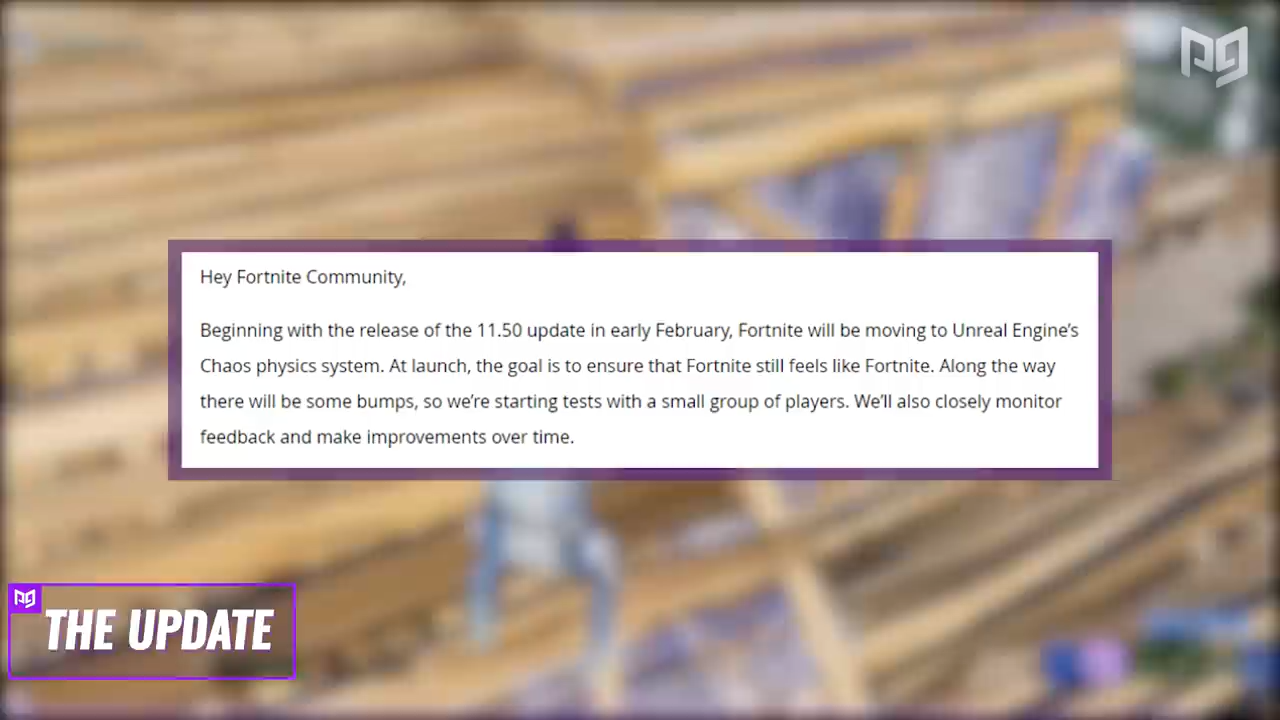 Hey Fortnite Community,
Beginning with the release of the 11.50 update in early February, Fortnite will be moving to Unreal Engine’s
Chaos physics system. At launch, the goal is to ensure that Fortnite still feels like Fortnite. Along the way
there will be some bumps, so we’re starting tests with a small group of players. We’ll also closely monitor
feedback and make improvements over time.
THE UPDATE